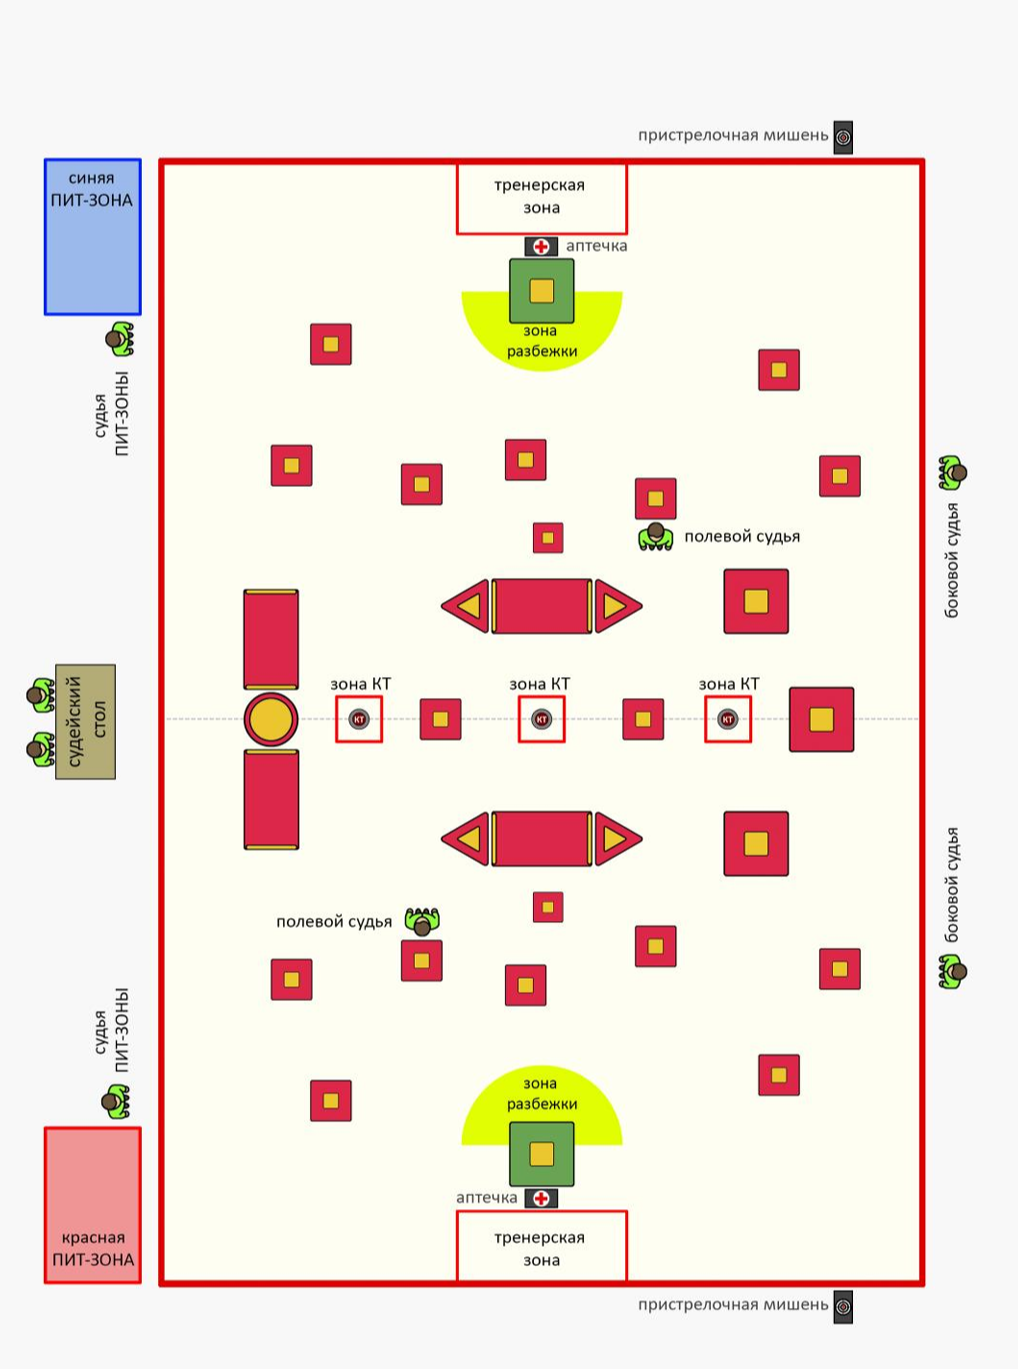 пристрелочная мишень
синяя
ПИТ-ЗОНА
тренерская
зона
аптечка
зона
разбежки
судья
ПИТ-ЗОНЫ
боковой судья
полевой судья
зона КТ
зона КТ
зона КТ
КТ
КТ
КТ
судейский
стол
боковой судья
полевой судья
судья
ПИТ-ЗОНЫ
зона
разбежки
аптечка
красная
ПИТ-ЗОНА
тренерская
зона
пристрелочная мишень